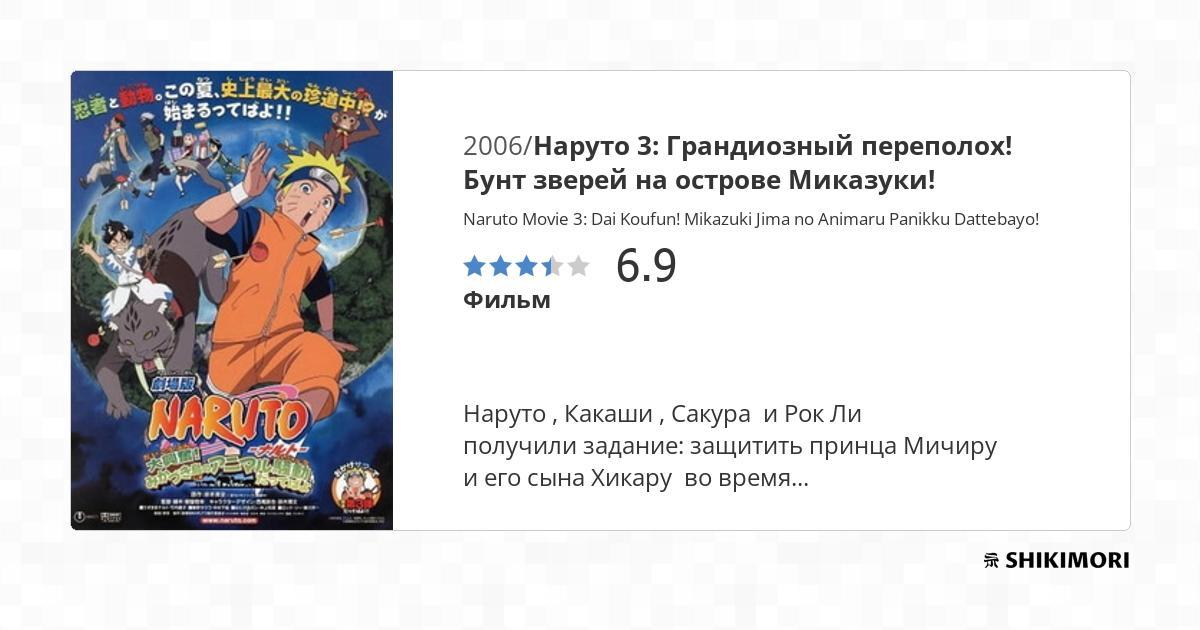 忍者と動物。この夏、史上最大の珍道中!?が
始まるってばよ!!
劇場版
NARUTO
-ナルト-
大興奮!
みかづき島のアニマル騒動
だってばよ
www.naruto.com
2006/Наруто 3: Грандиозный переполох!
Бунт зверей на острове Миказуки!
Naruto Movie 3: Dai Koufun! Mikazuki Jima no Animaru Panikku Dattebayo!
6.9
Фильм
Наруто , Какаши , Сакура  и Рок Ли
получили задание: защитить принца Мичиру
и его сына Хикару  во время...
SHIKIMORI